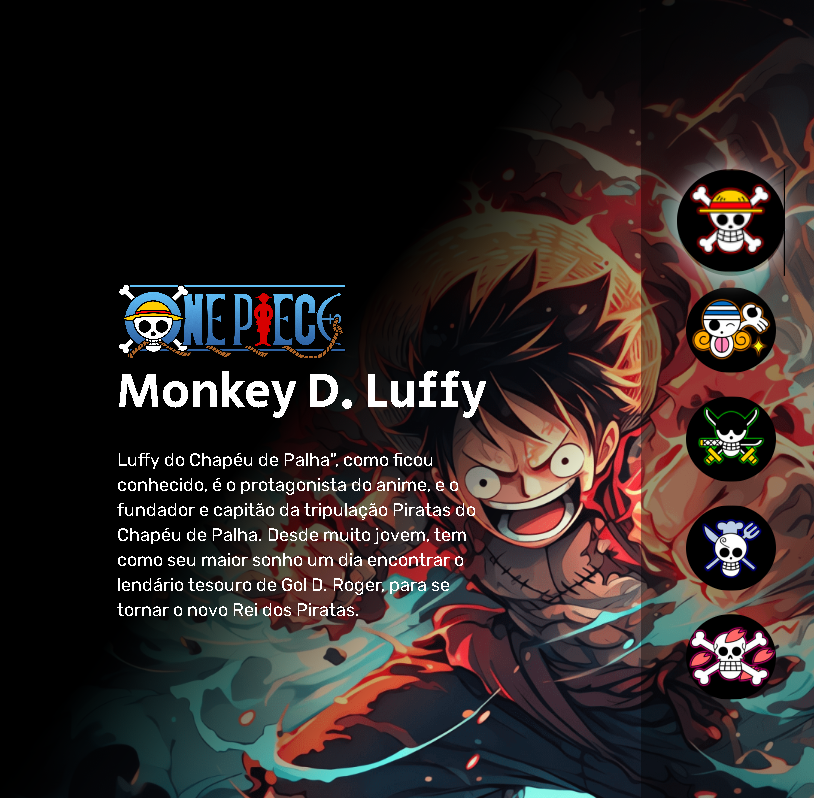 ONE PIECE
Monkey D. Luffy
Luffy do Chapéu de Palha", como ficou
conhecido, é o protagonista do anime, e o
fundador e capitão da tripulação Piratas do
Chapéu de Palha. Desde muito jovem, tem
como seu maior sonho um dia encontrar o
lendário tesouro de Gol D. Roger, para se
tornar o novo Rei dos Piratas.